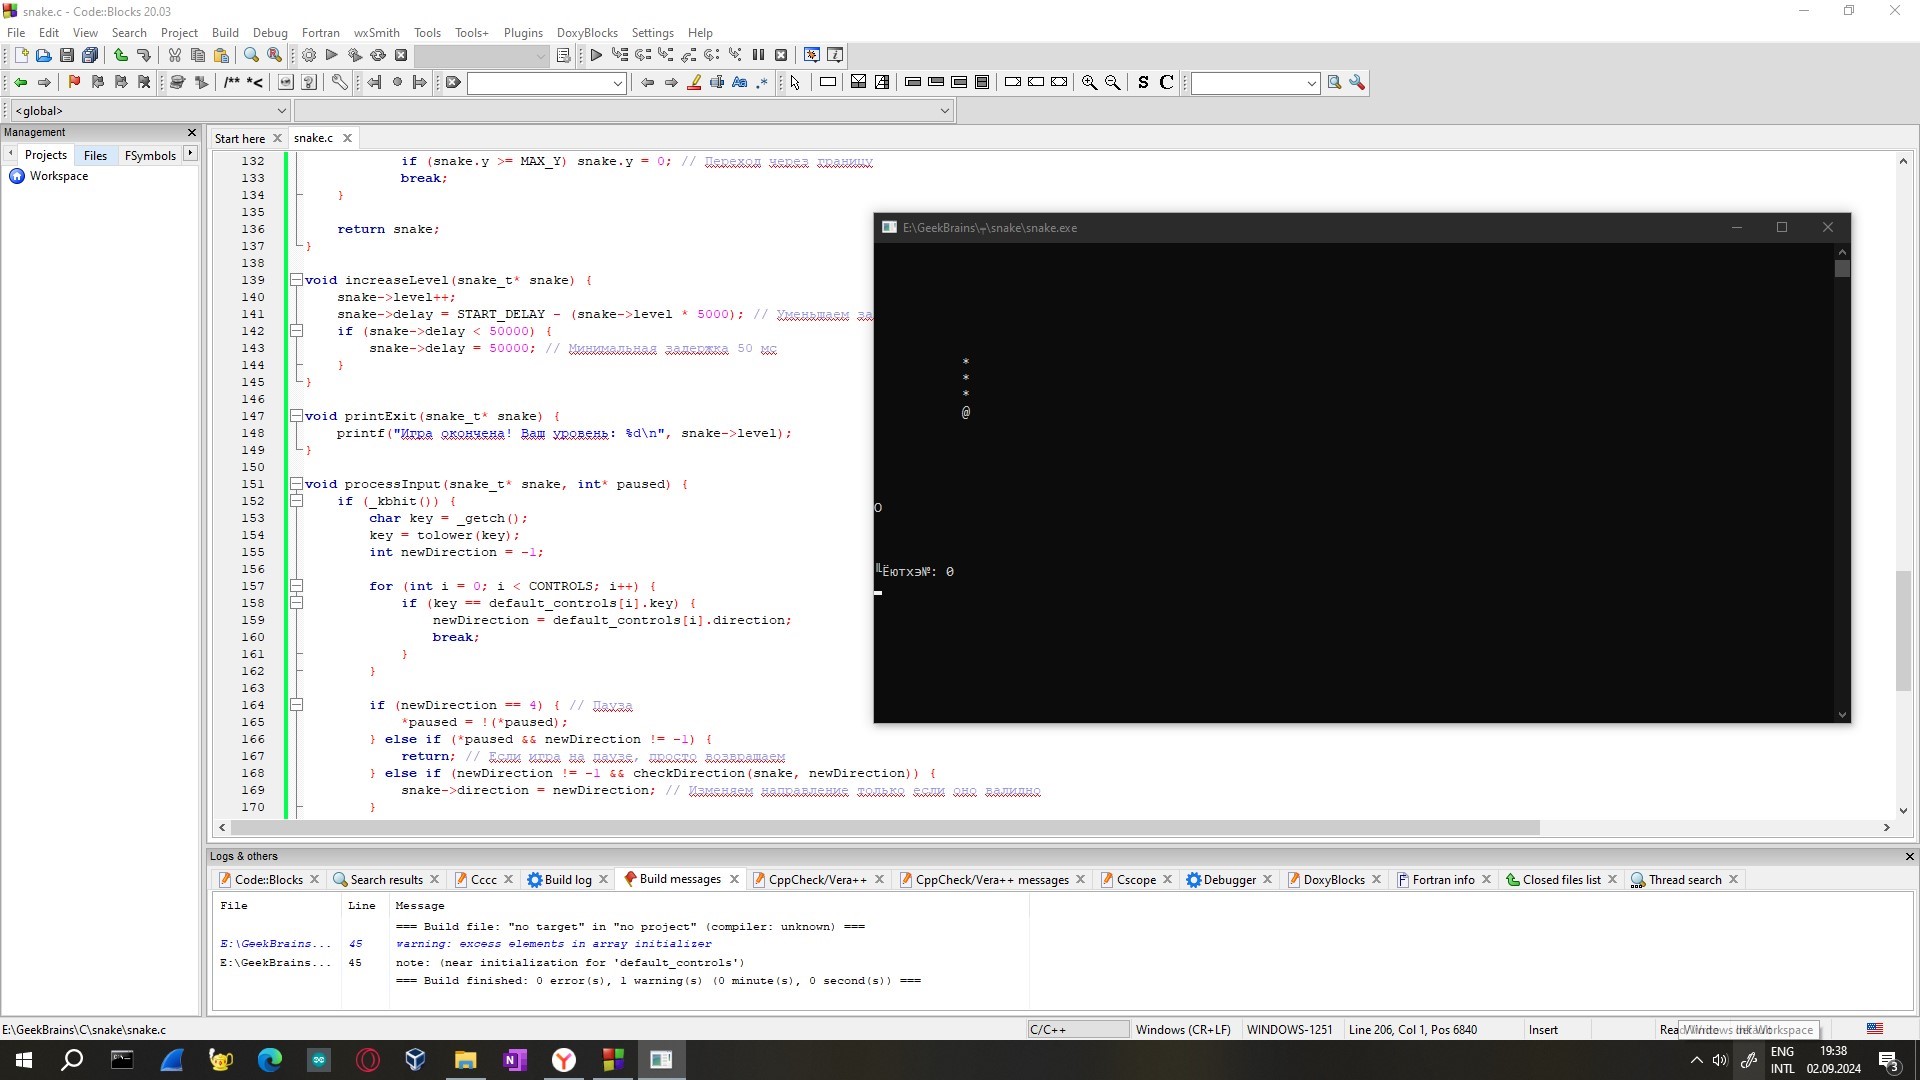 snake.c - Code::Blocks 20.03
File Edit View Search Project Build Debug Fortran wxSmith Tools Tools+ Plugins DoxyBlocks Settings Help
/** *< Aa .* S C
<global>
Management
Projects Files FSymbols
Workspace
Start here snake.c
132 if (snake.y >= MAX_Y) snake.y = 0; // Переход через границу
133 break;
134 }
135
136 return snake;
137 }
138
139 void increaseLevel(snake_t* snake) {
140 snake->level++;
141 snake->delay = START_DELAY - (snake->level * 5000); // Уменьшаем за
142 if (snake->delay < 50000) {
143 snake->delay = 50000; // Минимальная задержка 50 мс
144 }
145 }
146
147 void printExit(snake_t* snake) {
148 printf("Игра окончена! Ваш уровень: %d\n", snake->level);
149 }
150
151 void processInput(snake_t* snake, int* paused) {
152 if (_kbhit()) {
153 char key = _getch();
154 key = tolower(key);
155 int newDirection = -1;
156
157 for (int i = 0; i < CONTROLS; i++) {
158 if (key == default_controls[i].key) {
159 newDirection = default_controls[i].direction;
160 break;
161 }
162 }
163
164 if (newDirection == 4) { // Пауза
165 *paused = !(*paused);
166 } else if (*paused && newDirection != -1) {
167 return; // Если игра на паузе, просто возвращаем
168 } else if (newDirection != -1 && checkDirection(snake, newDirection)) {
169 snake->direction = newDirection; // Изменяем направление только если оно валидно
170 }
E:\GeekBrains\╤\snake\snake.exe
*
*
*
@
O
╙Ёютхэ№: 0
Logs & others
Code::Blocks Search results Cccc Build log Build messages CppCheck/Vera++ CppCheck/Vera++ messages Cscope Debugger DoxyBlocks Fortran info Closed files list Thread search
File Line Message
=== Build file: "no target" in "no project" (compiler: unknown) ===
E:\GeekBrains... 45 warning: excess elements in array initializer
E:\GeekBrains... 45 note: (near initialization for 'default_controls')
=== Build finished: 0 error(s), 1 warning(s) (0 minute(s), 0 second(s)) ===
E:\GeekBrains\C\snake\snake.c C/C++ Windows (CR+LF) WINDOWS-1251 Line 206, Col 1, Pos 6840 Insert Windows Ink Workspace
ENG 19:38
INTL 02.09.2024 3